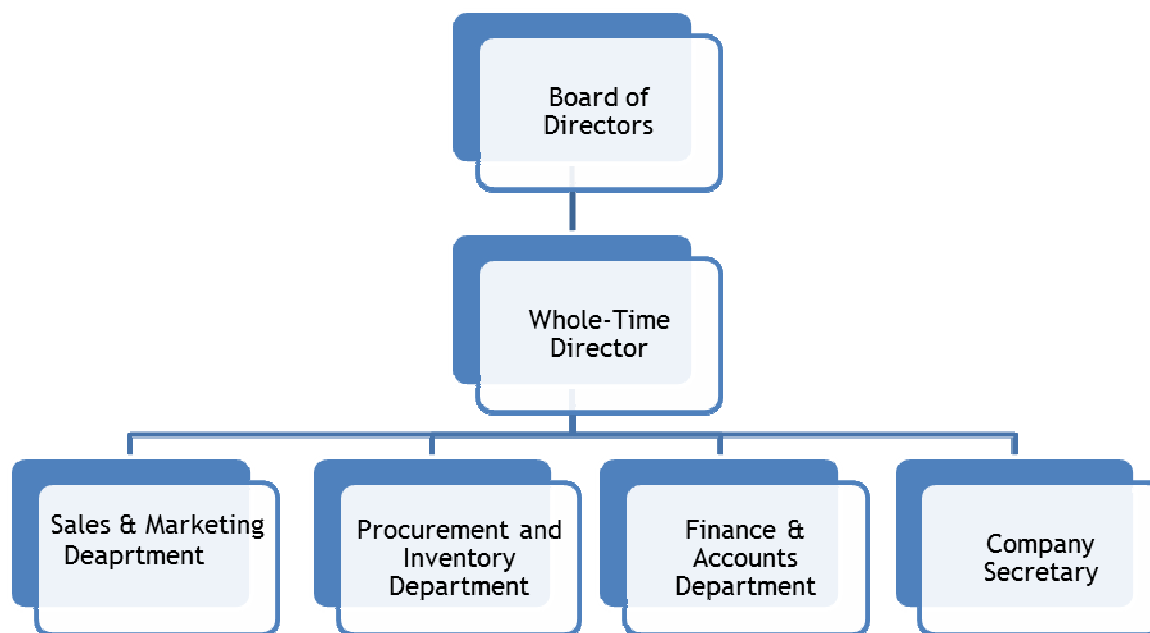 Board of
Directors
Whole-Time
Director
Sales & Marketing
Deaprtment
Procurement and
Inventory
Department
Finance &
Accounts
Department
Company
Secretary